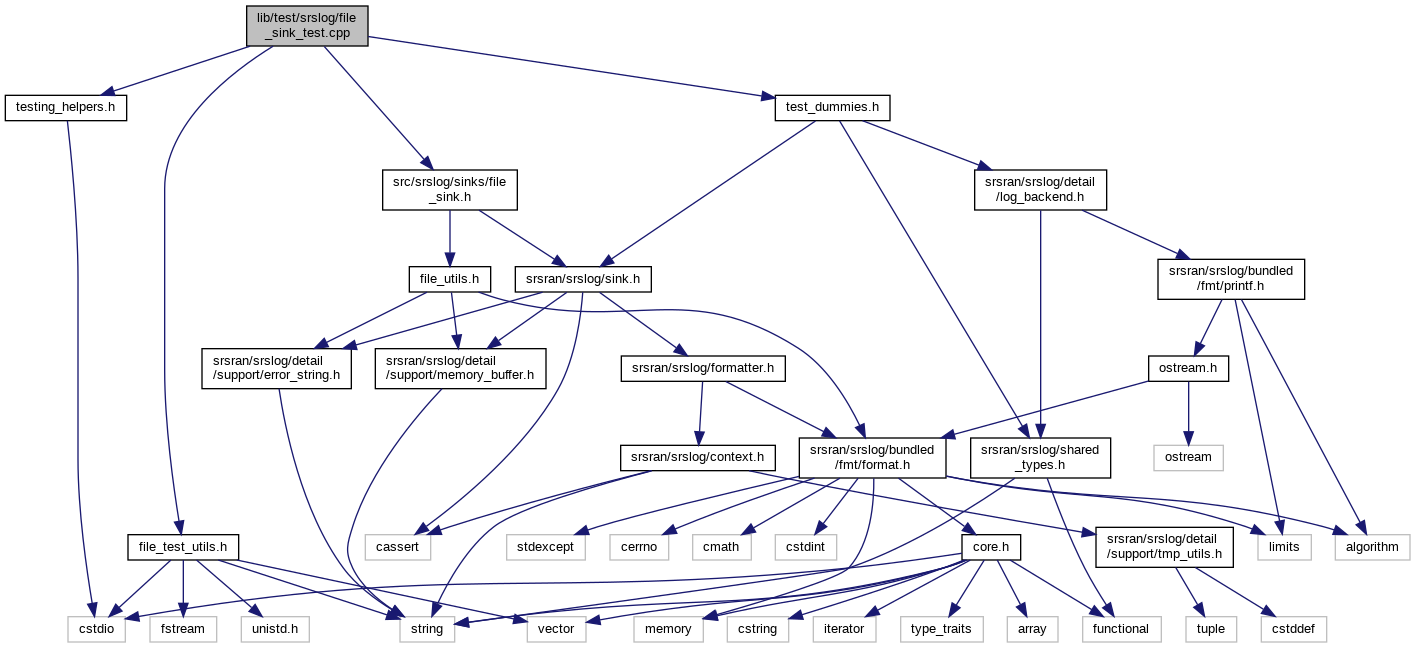 lib/test/srslog/file
_sink_test.cpp
testing_helpers.h
test_dummies.h
src/srslog/sinks/file
_sink.h
srsran/srslog/detail
/log_backend.h
file_utils.h
srsran/srslog/sink.h
srsran/srslog/bundled
/fmt/printf.h
srsran/srslog/detail
/support/error_string.h
srsran/srslog/detail
/support/memory_buffer.h
srsran/srslog/formatter.h
ostream.h
srsran/srslog/context.h
srsran/srslog/bundled
/fmt/format.h
srsran/srslog/shared
_types.h
ostream
file_test_utils.h
cassert
stdexcept
cerrno
cmath
cstdint
core.h
srsran/srslog/detail
/support/tmp_utils.h
limits
algorithm
cstdio
fstream
unistd.h
string
vector
memory
cstring
iterator
type_traits
array
functional
tuple
cstddef